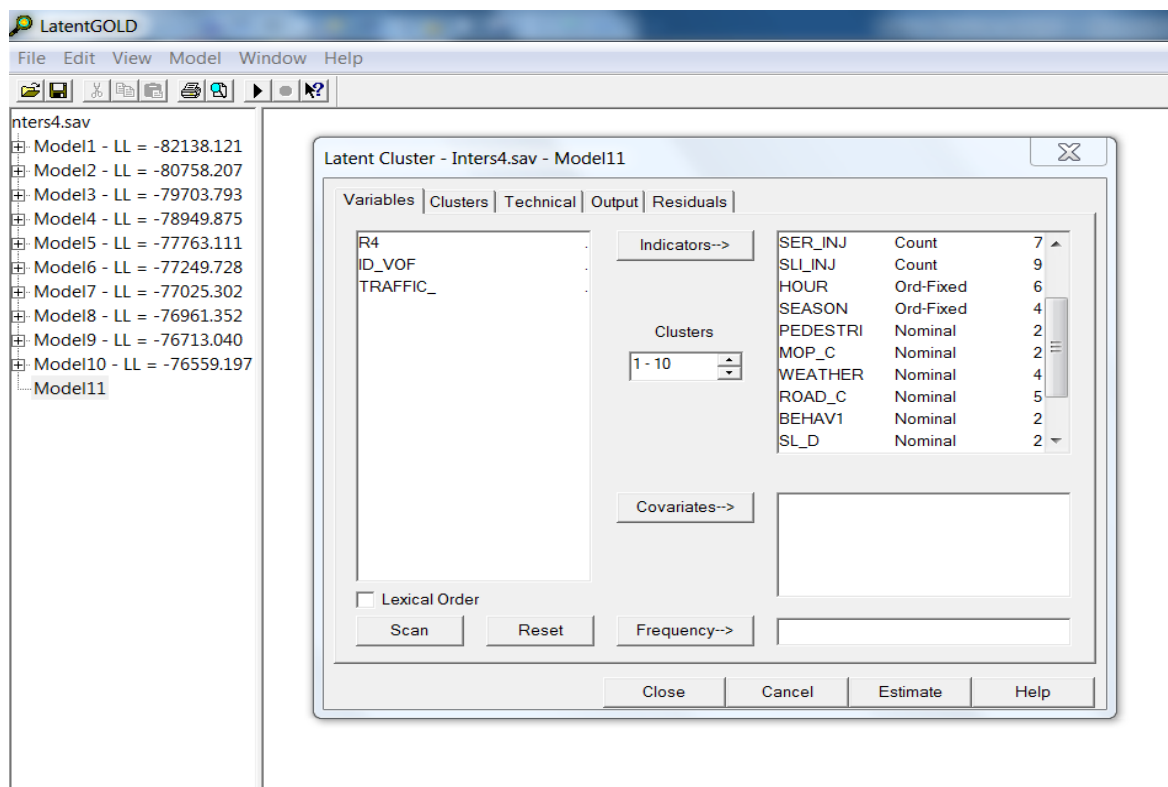 LatentGOLD
File Edit View Model Window Help
nters4.sav
Model1 - LL = -82138.121
Model2 - LL = -80758.207
Model3 - LL = -79703.793
Model4 - LL = -78949.875
Model5 - LL = -77763.111
Model6 - LL = -77249.728
Model7 - LL = -77025.302
Model8 - LL = -76961.352
Model9 - LL = -76713.040
Model10 - LL = -76559.197
Model11
Latent Cluster - Inters4.sav - Model11
Variables Clusters Technical Output Residuals
R4 .
ID_VOF .
TRAFFIC_ .
Indicators-->
Clusters
1 - 10
SER_INJ Count 7
SLI_INJ Count 9
HOUR Ord-Fixed 6
SEASON Ord-Fixed 4
PEDESTRI Nominal 2
MOP_C Nominal 2
WEATHER Nominal 4
ROAD_C Nominal 5
BEHAV1 Nominal 2
SL_D Nominal 2
Covariates-->
Lexical Order
Scan Reset Frequency-->
Close Cancel Estimate Help